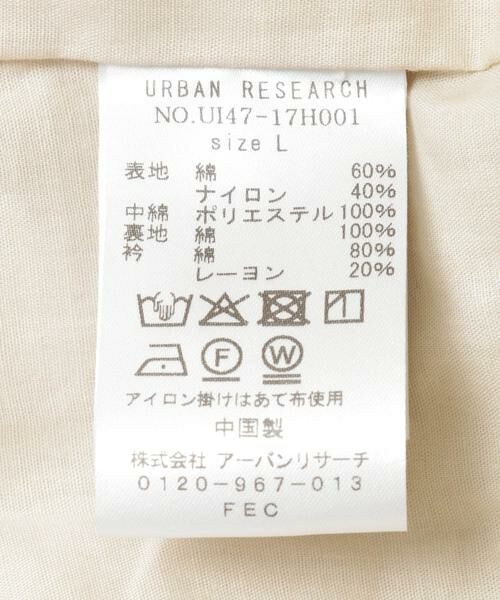 URBAN RESEARCH
NO.UI47-17H001
size L
表地 綿 60%
ナイロン 40%
中綿 ポリエステル 100%
裏地 綿 100%
衿 綿 80%
レーヨン 20%
F W
アイロン掛けはあて布使用
中国製
株式会社 アーバンリサーチ
0120-967-013
FEC